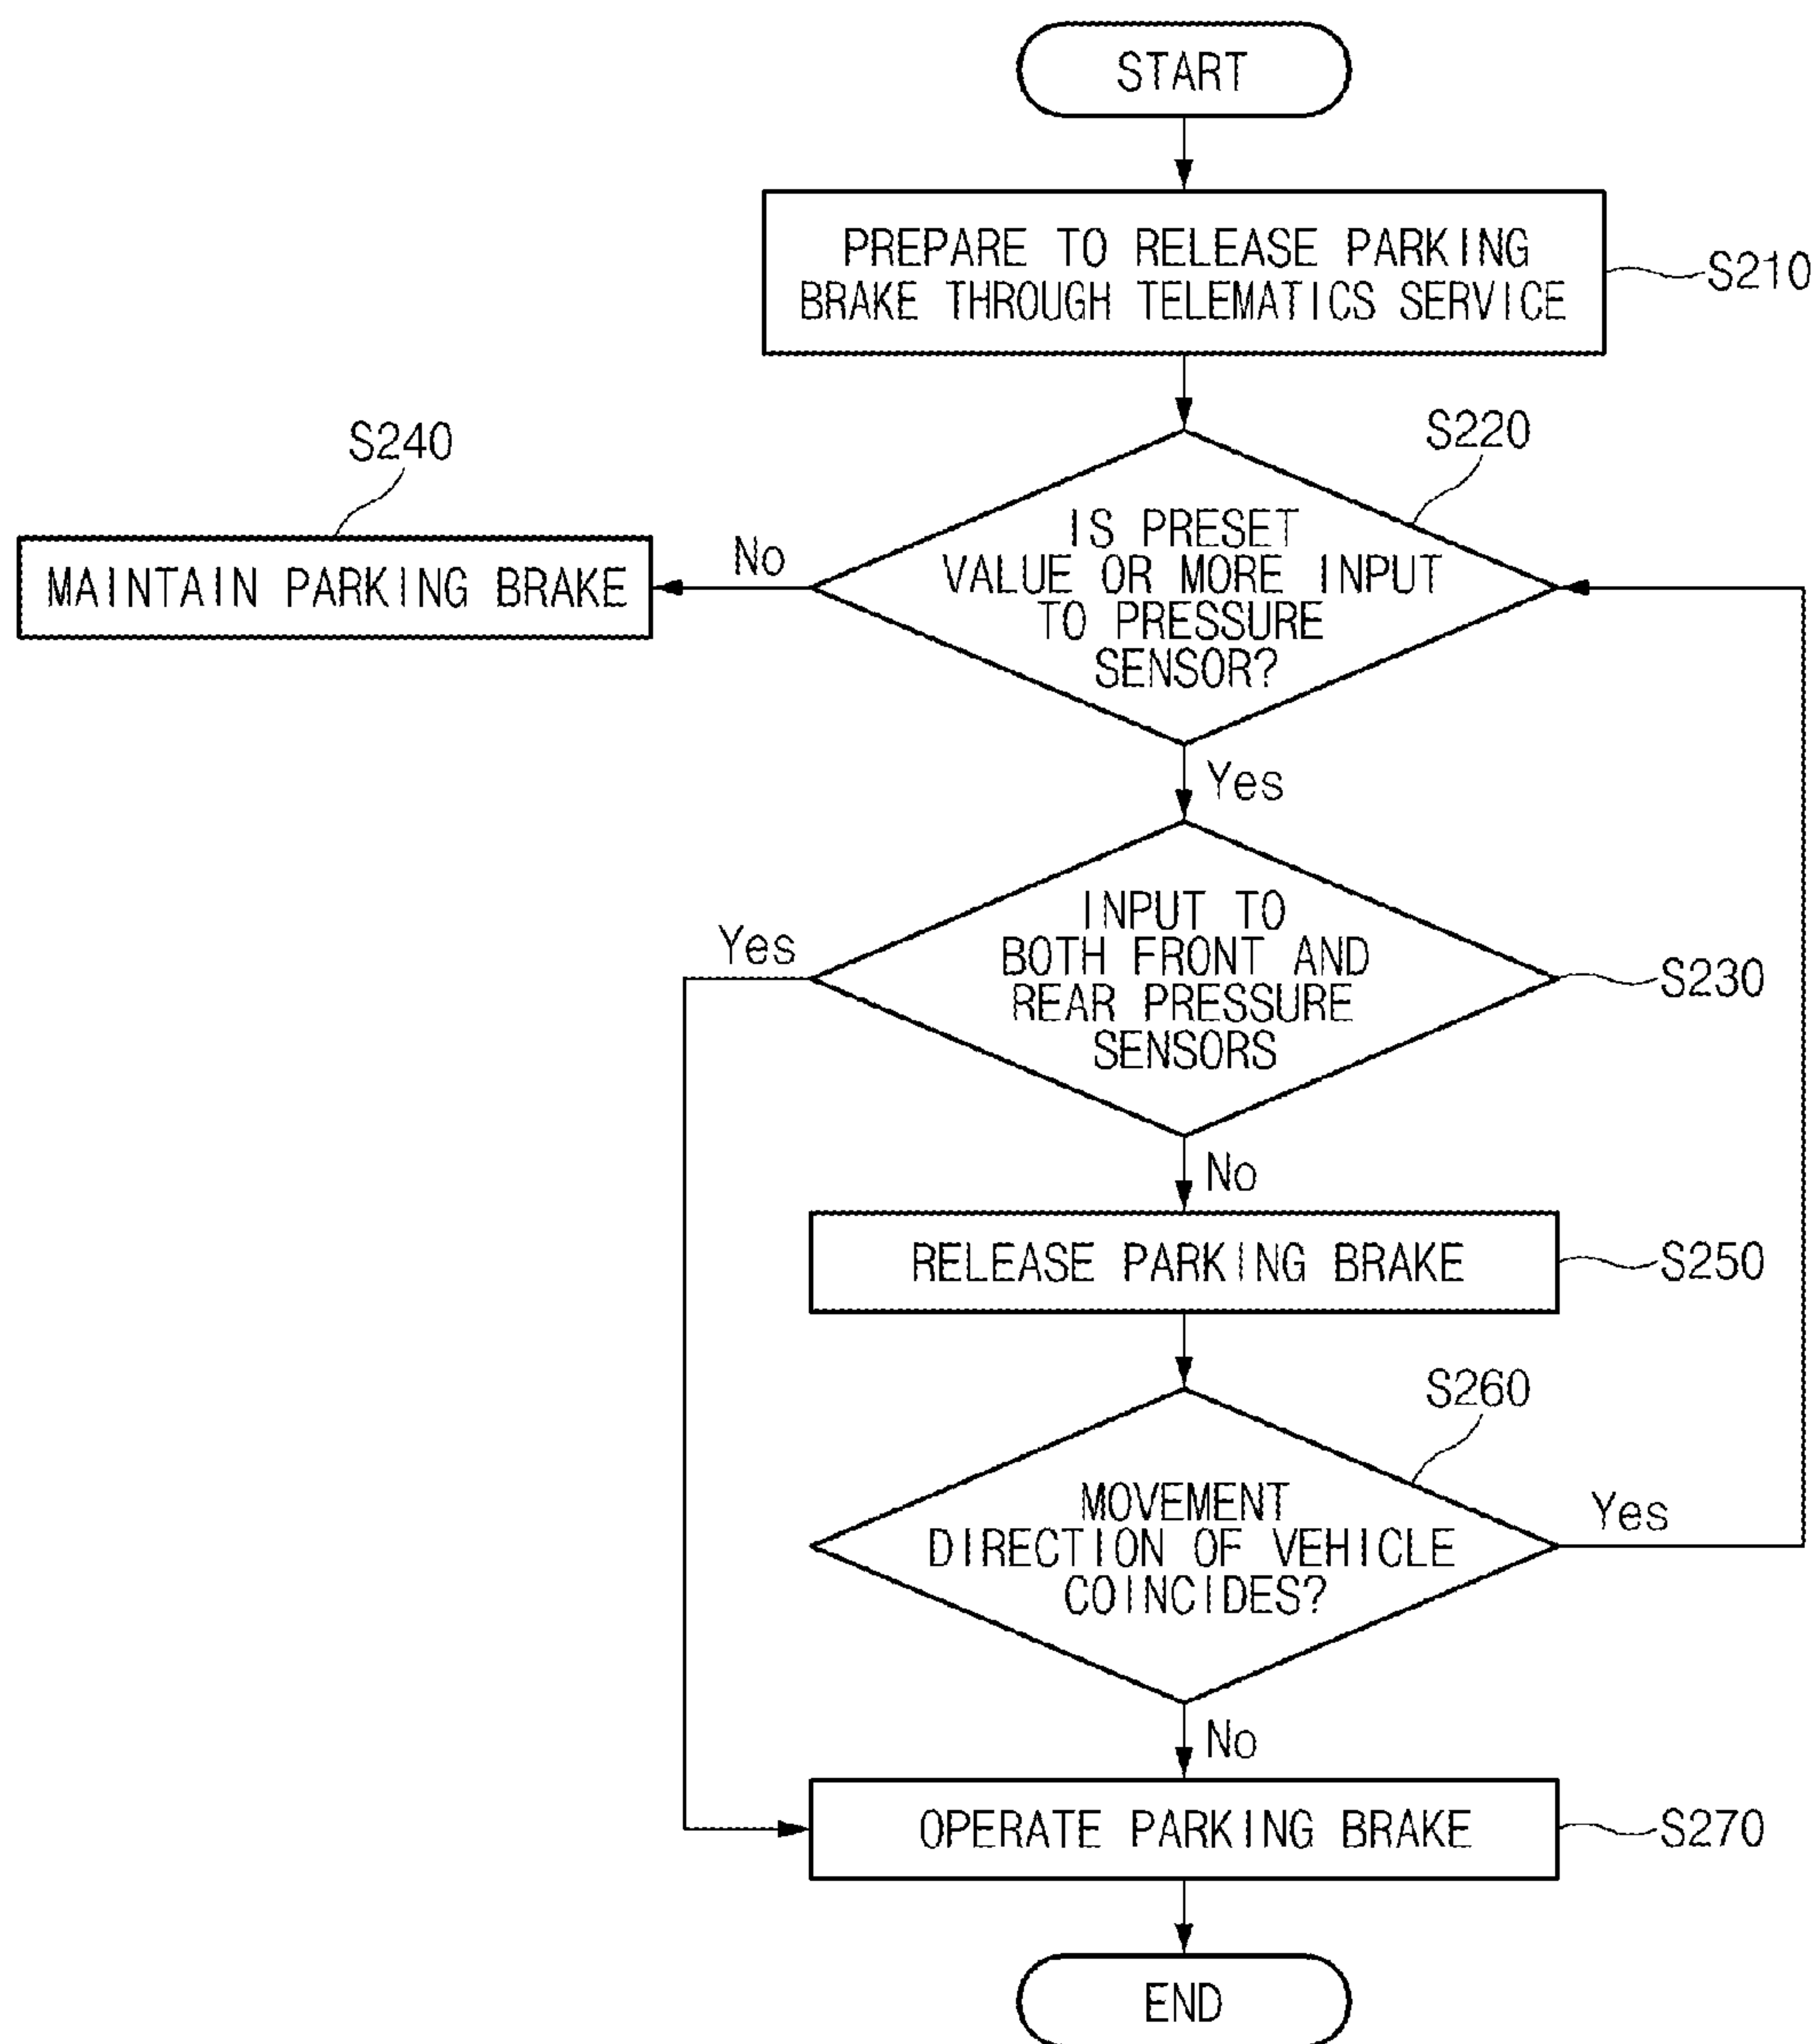 START
PREPARE TO RELEASE PARKING
BRAKE THROUGH TELEMATICS SERVICE
S210
S240
S220
MAINTAIN PARKING BRAKE
No
IS PRESET
VALUE OR MORE INPUT
TO PRESSURE
SENSOR?
Yes
Yes
INPUT TO
BOTH FRONT AND
REAR PRESSURE
SENSORS
S230
No
RELEASE PARKING BRAKE
S250
S260
MOVEMENT
DIRECTION OF VEHICLE
COINCIDES?
Yes
No
OPERATE PARKING BRAKE
S270
END